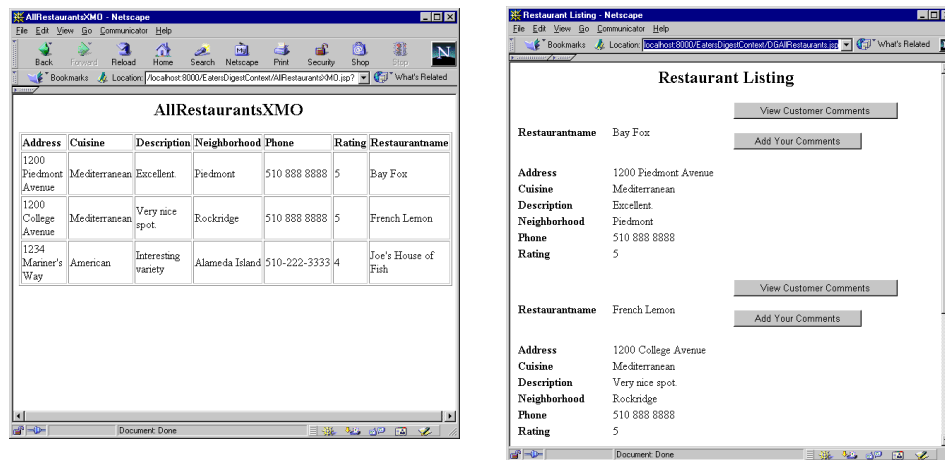 AllRestaurantsXMO - Netscape
File Edit View Go Communicator Help
Back Forward Reload Home Search Netscape Print Security Shop Stop
Bookmarks Location: /localhost:8000/EatersDigestContext/AllRestaurantsXMO.jsp? What's Related
AllRestaurantsXMO
Address Cuisine Description Neighborhood Phone Rating Restaurantname
1200 Piedmont Avenue Mediterranean Excellent. Piedmont 510 888 8888 5 Bay Fox
1200 College Avenue Mediterranean Very nice spot. Rockridge 510 888 8888 5 French Lemon
1234 Mariner's Way American Interesting variety Alameda Island 510-222-3333 4 Joe's House of Fish
Document: Done
Restaurant Listing - Netscape
File Edit View Go Communicator Help
Bookmarks Location: localhost:8000/EatersDigestContext/DGAllRestaurants.jsp What's Related
Restaurant Listing
View Customer Comments
Restaurantname Bay Fox
Add Your Comments
Address 1200 Piedmont Avenue
Cuisine Mediterranean
Description Excellent.
Neighborhood Piedmont
Phone 510 888 8888
Rating 5
View Customer Comments
Restaurantname French Lemon
Add Your Comments
Address 1200 College Avenue
Cuisine Mediterranean
Description Very nice spot.
Neighborhood Rockridge
Phone 510 888 8888
Rating 5
Document: Done